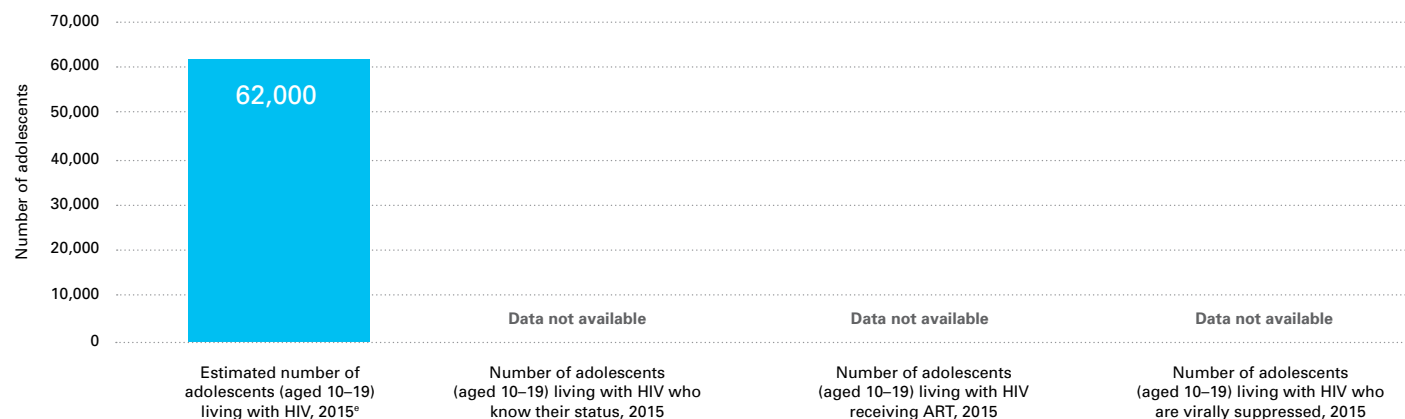 70,000
60,000
50,000
40,000
30,000
20,000
10,000
0
Number of adolescents
62,000
Data not available
Data not available
Data not available
Estimated number of
adolescents (aged 10–19)
living with HIV, 2015ᵉ
Number of adolescents
(aged 10–19) living with HIV who
know their status, 2015
Number of adolescents
(aged 10–19) living with HIV
receiving ART, 2015
Number of adolescents
(aged 10–19) living with HIV who
are virally suppressed, 2015